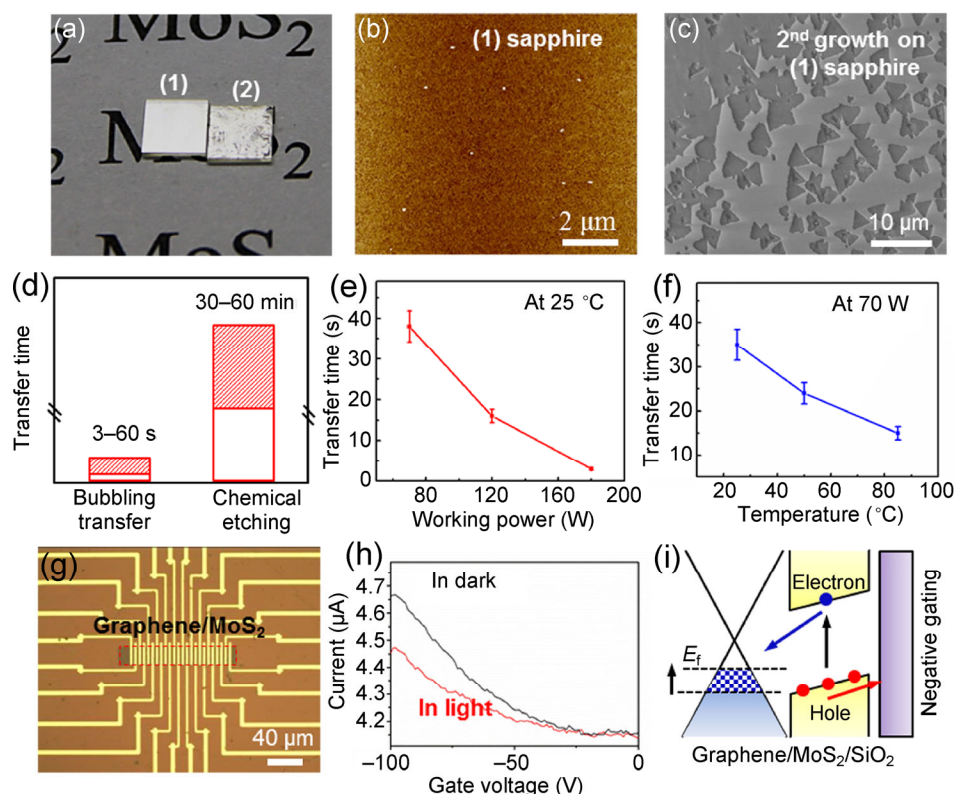 (a)
MoS2
2
MoS2
2
MoS2
(1)
(2)
(b)
(1) sapphire
2 μm
(c)
2nd growth on
(1) sapphire
10 μm
(d)
Transfer time
30–60 min
3–60 s
Bubbling
transfer
Chemical
etching
(e)
At 25 °C
Transfer time (s)
40
30
20
10
0
80
120
160
200
Working power (W)
(f)
At 70 W
Transfer time (s)
40
30
20
10
20
40
60
80
100
Temperature (°C)
(g)
Graphene/MoS2
40 μm
(h)
In dark
In light
Current (μA)
4.7
4.6
4.5
4.4
4.3
4.2
–100
–50
0
Gate voltage (V)
(i)
Electron
Ef
Hole
Negative gating
Graphene/MoS2/SiO2